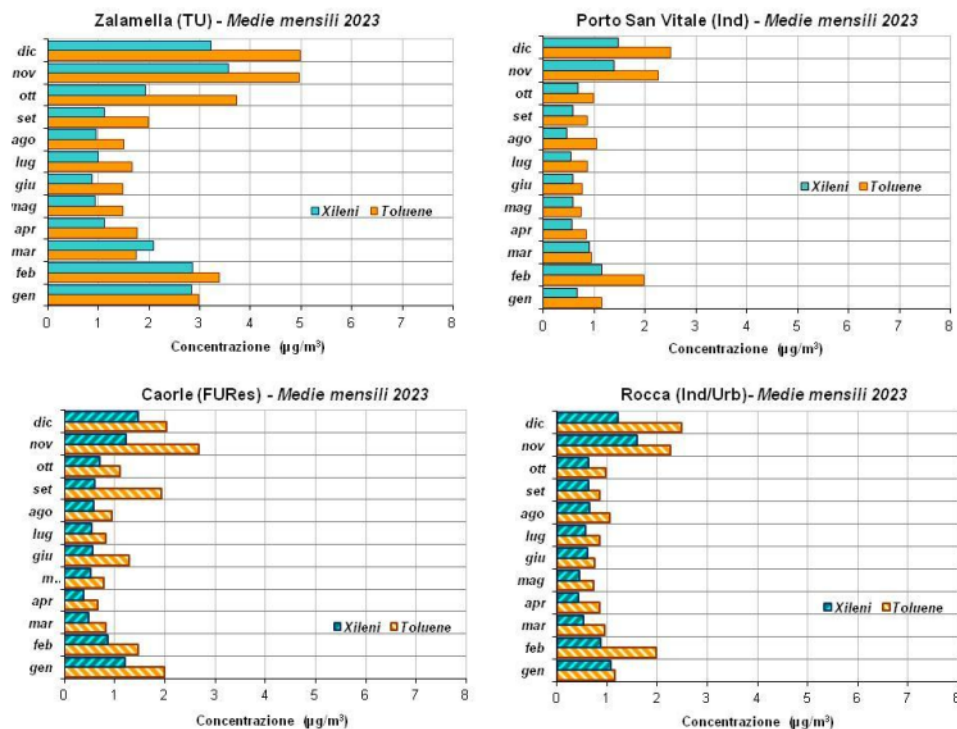 Zalamella (TU) - Medie mensili 2023
dic
nov
ott
set
ago
lug
giu
mag
apr
mar
feb
gen
Xileni Toluene
0 1 2 3 4 5 6 7 8
Concentrazione (µg/m³)
Porto San Vitale (Ind) - Medie mensili 2023
dic
nov
ott
set
ago
lug
giu
mag
apr
mar
feb
gen
Xileni Toluene
0 1 2 3 4 5 6 7 8
Concentrazione (µg/m³)
Caorle (FURes) - Medie mensili 2023
dic
nov
ott
set
ago
lug
giu
m..
apr
mar
feb
gen
Xileni Toluene
0 1 2 3 4 5 6 7 8
Concentrazione (µg/m³)
Rocca (Ind/Urb)- Medie mensili 2023
dic
nov
ott
set
ago
lug
giu
mag
apr
mar
feb
gen
Xileni Toluene
0 1 2 3 4 5 6 7 8
Concentrazione (µg/m³)